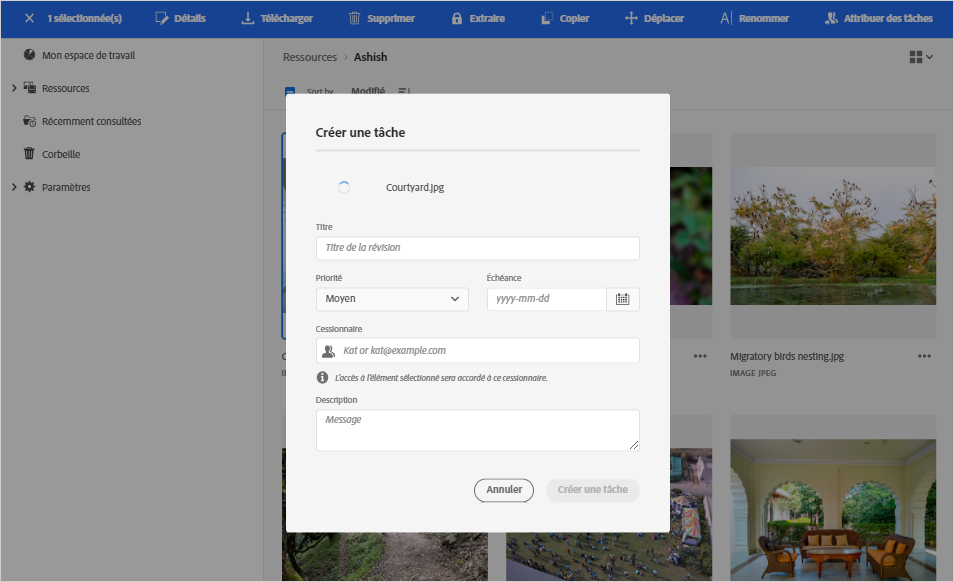 1 sélectionnée(s) Détails Télécharger Supprimer Extraire Copier Déplacer Renommer Attribuer des tâches
Mon espace de travail
Ressources
Récemment consultées
Corbeille
Paramètres
Ressources > Ashish
Sort by Modifié
Créer une tâche
Courtyard.jpg
Titre
Titre de la révision
Priorité Échéance
Moyen yyyy-mm-dd
Cessionnaire
Kat or kat@example.com
L'accès à l'élément sélectionné sera accordé à ce cessionnaire.
Description
Message
Annuler Créer une tâche
Migratory birds nesting.jpg
IMAGE JPEG